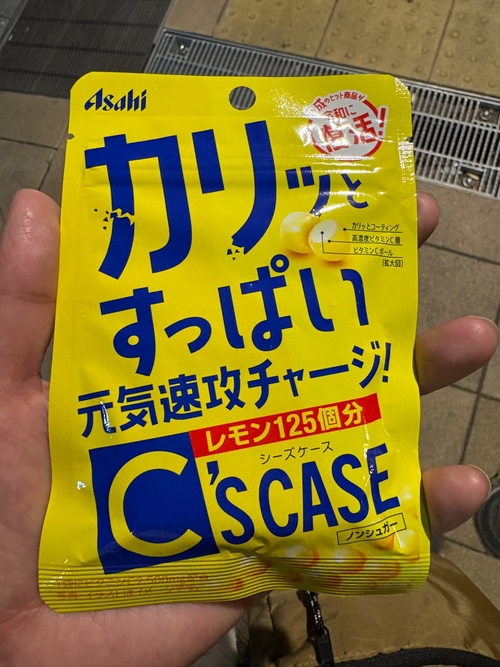 Asahi
のヒット商品が
令和に
復活!
カリッと
すっぱい
カリッとコーティング
高濃度ビタミンC層
ビタミンCボール
(拡大図)
元気速攻チャージ!
レモン125個分
シーズケース
C'S CASE
ノンシュガー